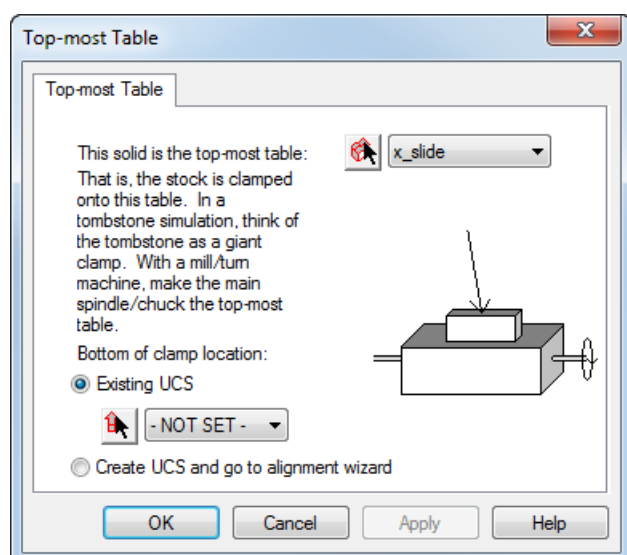 Top-most Table
Top-most Table
This solid is the top-most table: x_slide
That is, the stock is clamped
onto this table. In a
tombstone simulation, think of
the tombstone as a giant
clamp. With a mill/turn
machine, make the main
spindle/chuck the top-most
table.
Bottom of clamp location:
Existing UCS
- NOT SET -
Create UCS and go to alignment wizard
OK Cancel Apply Help